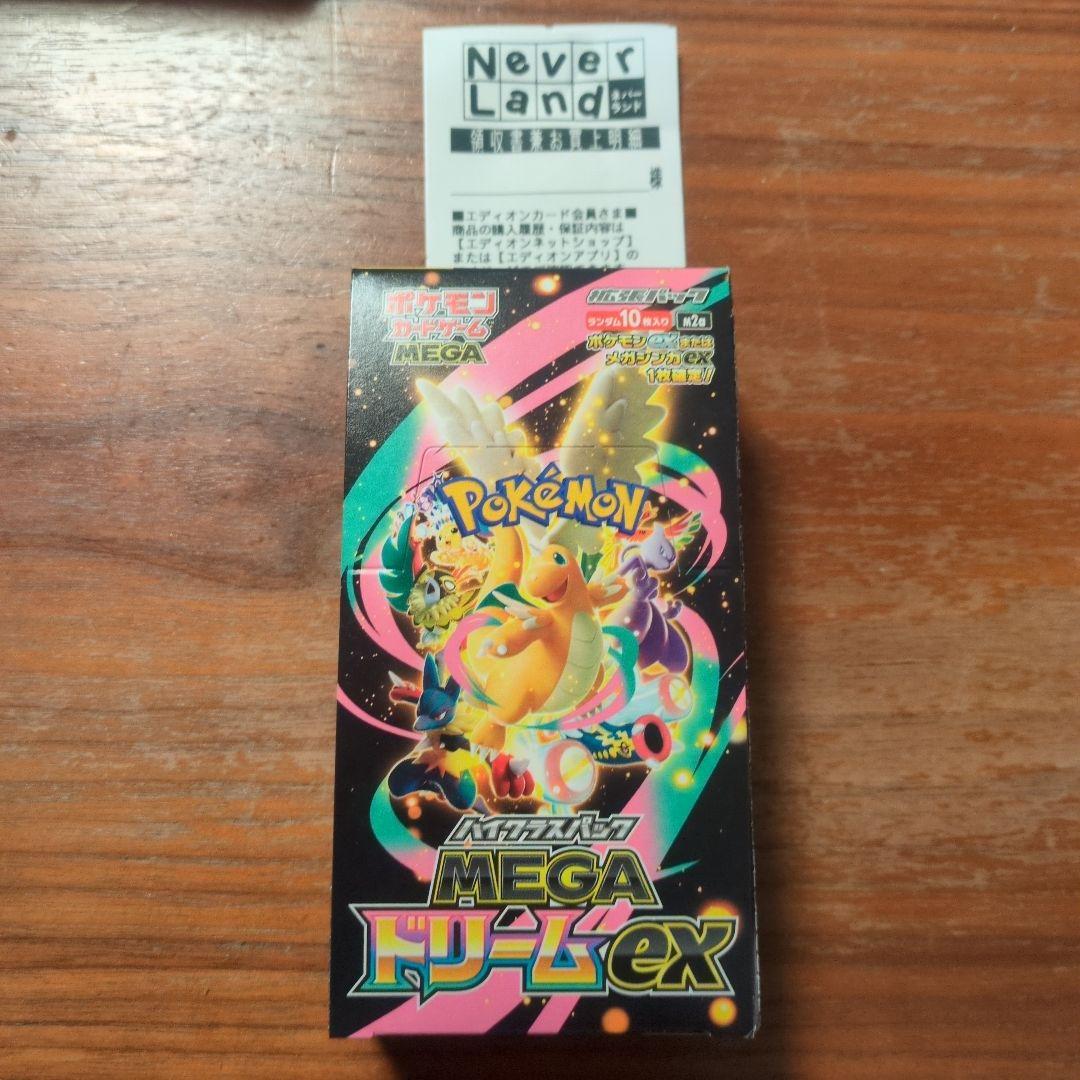 Never
Land
ネバー
ランド
領収書兼お買上明細
様
■エディオンカード会員さま■
商品の購入履歴・保証内容は
【エディオンネットショップ】
または【エディオンアプリ】の
ポケモン
カードゲーム
MEGA
拡張パック
ランダム10枚入り M2a
ポケモンexまたは
メガシンカex
1枚確定!
POKéMON
TM
ハイクラスパック
MEGA
ドリームex